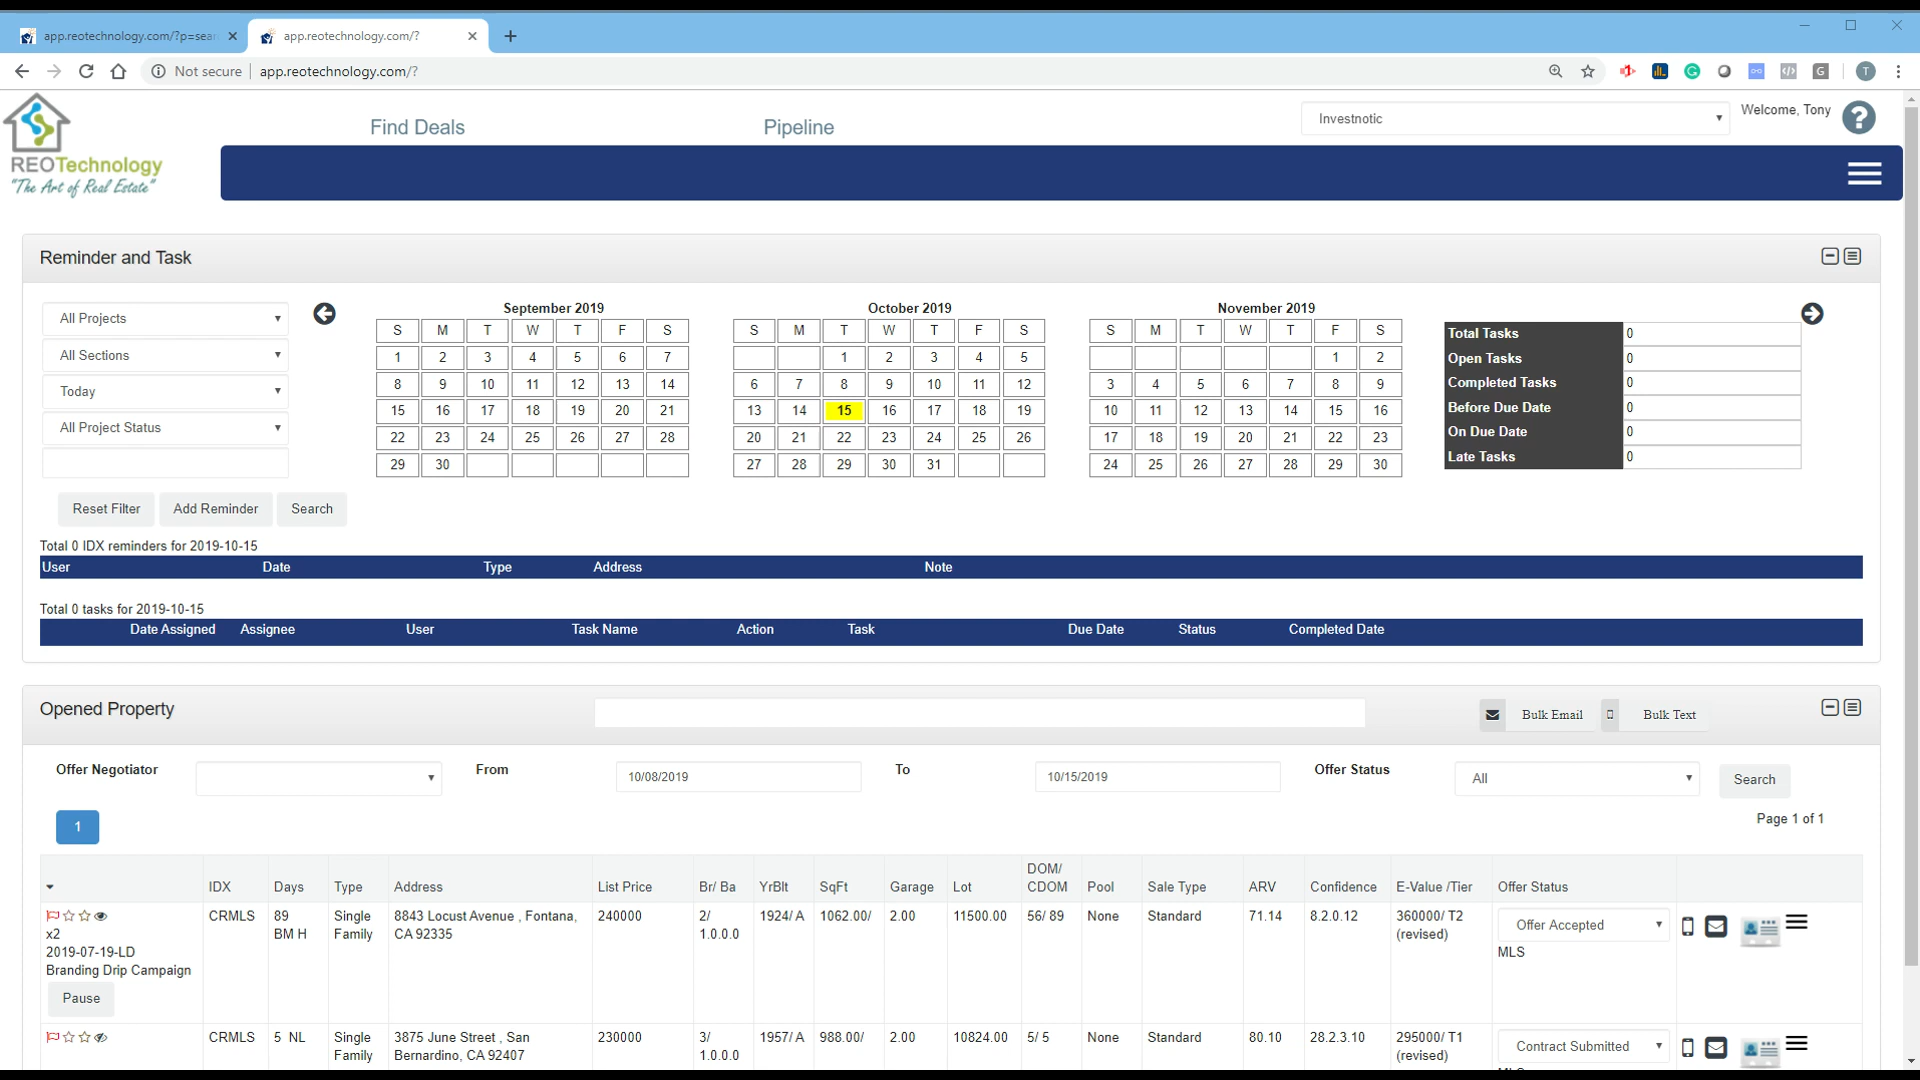 app.reotechnology.com/?p=sear
app.reotechnology.com/?
Not secure
app.reotechnology.com/?
T
REOTechnology
"The Art of Real Estate"
Find Deals
Pipeline
Investnotic
Welcome, Tony
?
Reminder and Task
All Projects
All Sections
Today
All Project Status
September 2019
S M T W T F S
1 2 3 4 5 6 7
8 9 10 11 12 13 14
15 16 17 18 19 20 21
22 23 24 25 26 27 28
29 30
October 2019
S M T W T F S
1 2 3 4 5
6 7 8 9 10 11 12
13 14 15 16 17 18 19
20 21 22 23 24 25 26
27 28 29 30 31
November 2019
S M T W T F S
1 2
3 4 5 6 7 8 9
10 11 12 13 14 15 16
17 18 19 20 21 22 23
24 25 26 27 28 29 30
Total Tasks 0
Open Tasks 0
Completed Tasks 0
Before Due Date 0
On Due Date 0
Late Tasks 0
Reset Filter
Add Reminder
Search
Total 0 IDX reminders for 2019-10-15
User Date Type Address Note
Total 0 tasks for 2019-10-15
Date Assigned Assignee User Task Name Action Task Due Date Status Completed Date
Opened Property
Bulk Email
Bulk Text
Offer Negotiator
From 10/08/2019
To 10/15/2019
Offer Status All
Search
1
Page 1 of 1
IDX Days Type Address List Price Br/ Ba YrBlt SqFt Garage Lot DOM/ CDOM Pool Sale Type ARV Confidence E-Value /Tier Offer Status
x2
2019-07-19-LD
Branding Drip Campaign
Pause
CRMLS
89
BM H
Single
Family
8843 Locust Avenue , Fontana,
CA 92335
240000
2/
1.0.0.0
1924/ A
1062.00/
2.00
11500.00
56/ 89
None
Standard
71.14
8.2.0.12
360000/ T2
(revised)
Offer Accepted
MLS
CRMLS
5 NL
Single
Family
3875 June Street , San
Bernardino, CA 92407
230000
3/
1.0.0.0
1957/ A
988.00/
2.00
10824.00
5/ 5
None
Standard
80.10
28.2.3.10
295000/ T1
(revised)
Contract Submitted